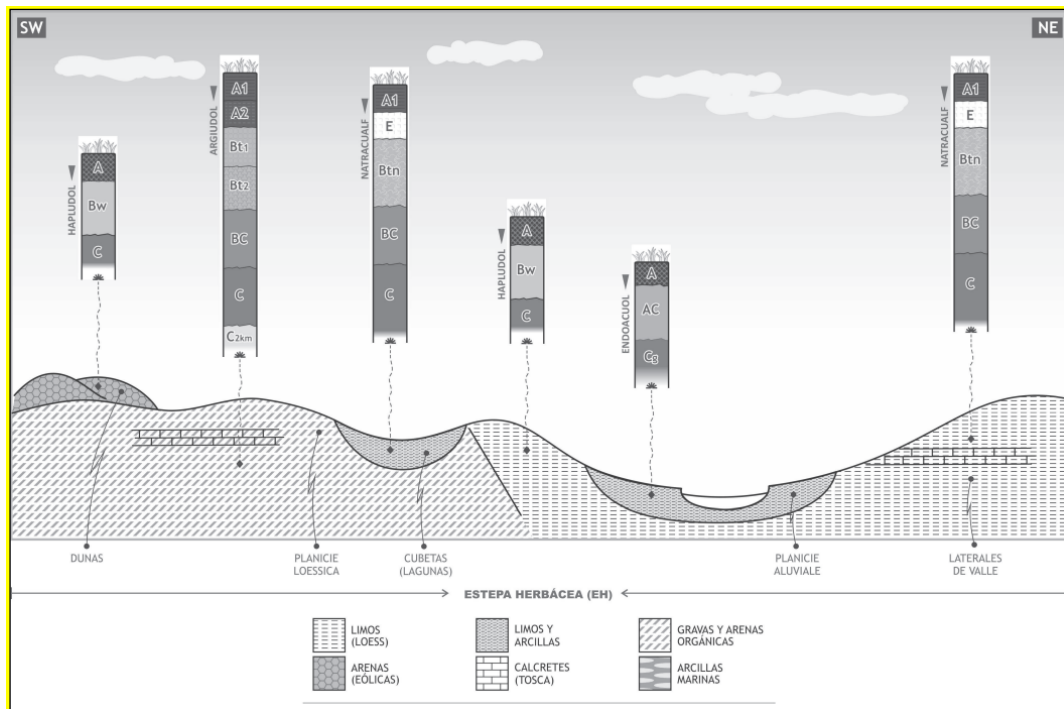 SW
NE
HAPLUDOL
A
Bw
C
ARGIUDOL
A1
A2
Bt1
Bt2
BC
C
C2km
NATRACUALF
A1
E
Btn
BC
C
HAPLUDOL
A
Bw
C
ENDOACUOL
A
AC
Cg
NATRACUALF
A1
E
Btn
BC
C
DUNAS
PLANICIE
LOESSICA
CUBETAS
(LAGUNAS)
PLANICIE
ALUVIALE
LATERALES
DE VALLE
ESTEPA HERBÁCEA (EH)
LIMOS
(LOESS)
LIMOS Y
ARCILLAS
GRAVAS Y ARENAS
ORGÁNICAS
ARENAS
(EÓLICAS)
CALCRETES
(TOSCA)
ARCILLAS
MARINAS